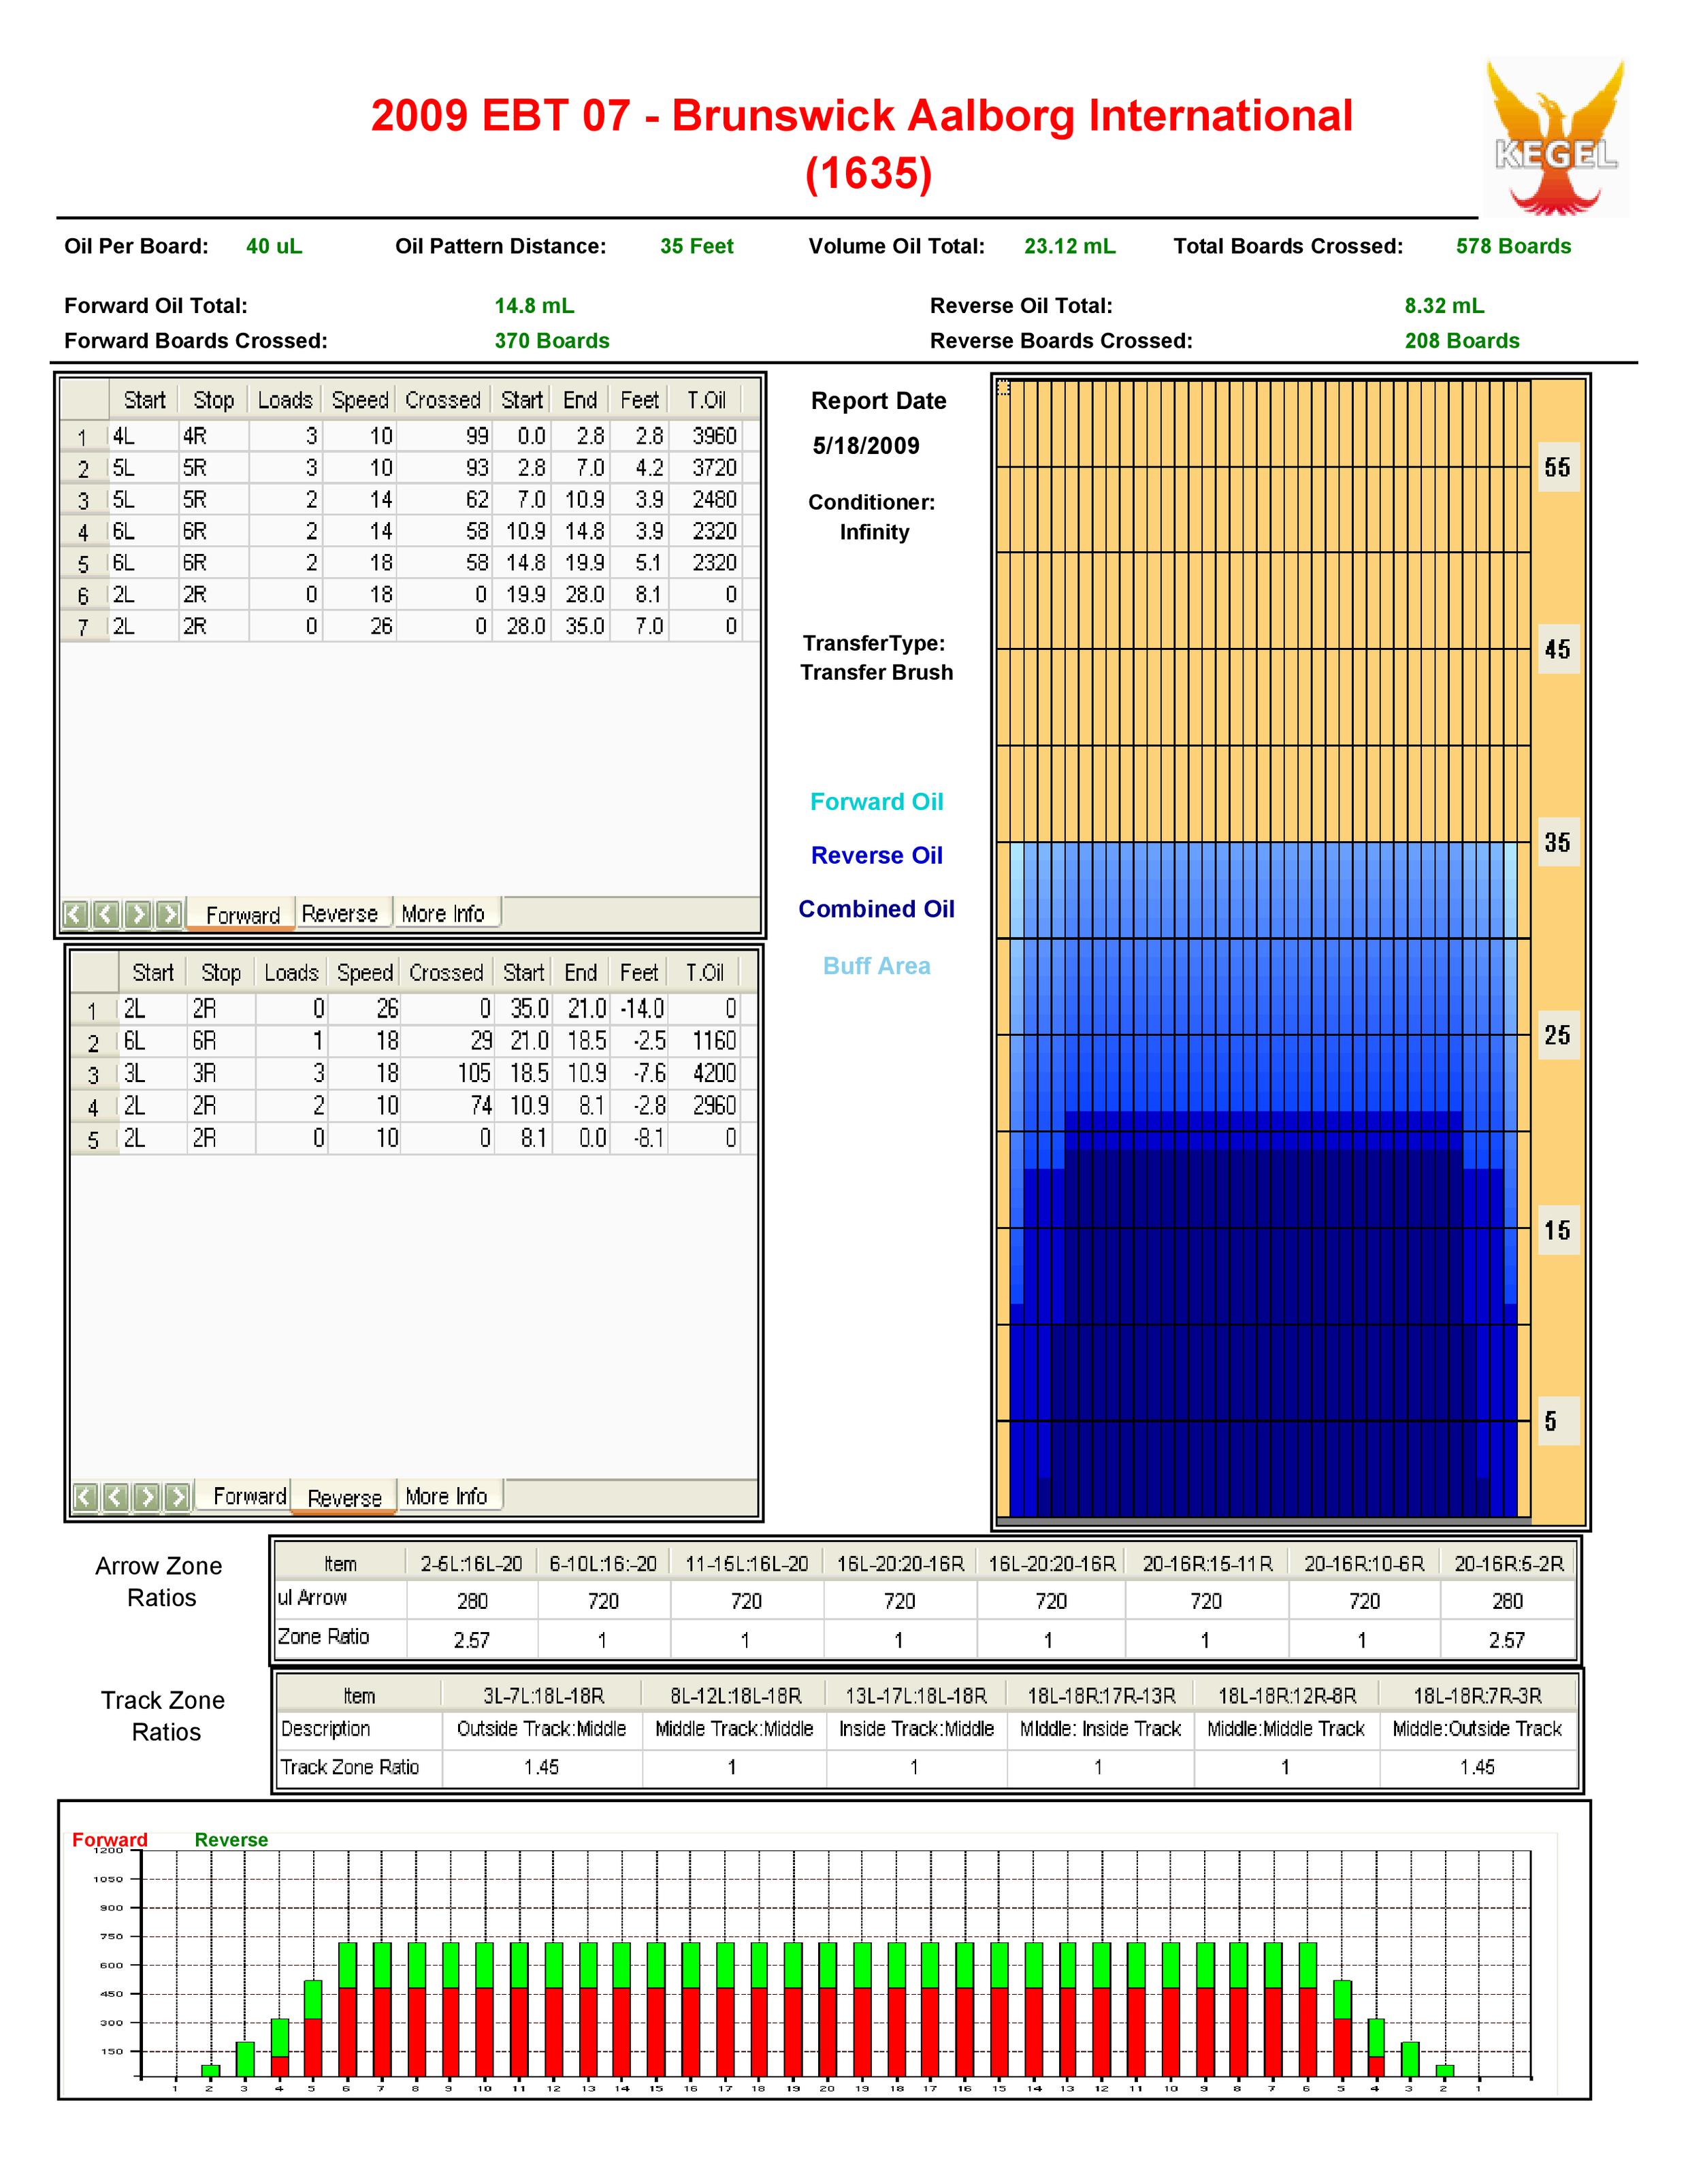 2009 EBT 07 - Brunswick Aalborg International
(1635)
KEGEL
Oil Per Board: 40 uL Oil Pattern Distance: 35 Feet Volume Oil Total: 23.12 mL Total Boards Crossed: 578 Boards
Forward Oil Total: 14.8 mL Reverse Oil Total: 8.32 mL
Forward Boards Crossed: 370 Boards Reverse Boards Crossed: 208 Boards
Start Stop Loads Speed Crossed Start End Feet T.Oil
1 4L 4R 3 10 99 0.0 2.8 2.8 3960
2 5L 5R 3 10 93 2.8 7.0 4.2 3720
3 5L 5R 2 14 62 7.0 10.9 3.9 2480
4 6L 6R 2 14 58 10.9 14.8 3.9 2320
5 6L 6R 2 18 58 14.8 19.9 5.1 2320
6 2L 2R 0 18 0 19.9 28.0 8.1 0
7 2L 2R 0 26 0 28.0 35.0 7.0 0
Forward Reverse More Info
Start Stop Loads Speed Crossed Start End Feet T.Oil
1 2L 2R 0 26 0 35.0 21.0 -14.0 0
2 6L 6R 1 18 29 21.0 18.5 -2.5 1160
3 3L 3R 3 18 105 18.5 10.9 -7.6 4200
4 2L 2R 2 10 74 10.9 8.1 -2.8 2960
5 2L 2R 0 10 0 8.1 0.0 -8.1 0
Forward Reverse More Info
Report Date
5/18/2009
Conditioner:
Infinity
TransferType:
Transfer Brush
Forward Oil
Reverse Oil
Combined Oil
Buff Area
55
45
35
25
15
5
Arrow Zone
Ratios
Item 2-5L:16L-20 6-10L:16:-20 11-15L:16L-20 16L-20:20-16R 16L-20:20-16R 20-16R:15-11R 20-16R:10-6R 20-16R:5-2R
ul Arrow 280 720 720 720 720 720 720 280
Zone Ratio 2.57 1 1 1 1 1 1 2.57
Track Zone
Ratios
Item 3L-7L:18L-18R 8L-12L:18L-18R 13L-17L:18L-18R 18L-18R:17R-13R 18L-18R:12R-8R 18L-18R:7R-3R
Description Outside Track:Middle Middle Track:Middle Inside Track:Middle MIddle: Inside Track Middle:Middle Track Middle:Outside Track
Track Zone Ratio 1.45 1 1 1 1 1.45
Forward Reverse
1200
1050
900
750
600
450
300
150
1 2 3 4 5 6 7 8 9 10 11 12 13 14 15 16 17 18 19 20 19 18 17 16 15 14 13 12 11 10 9 8 7 6 5 4 3 2 1